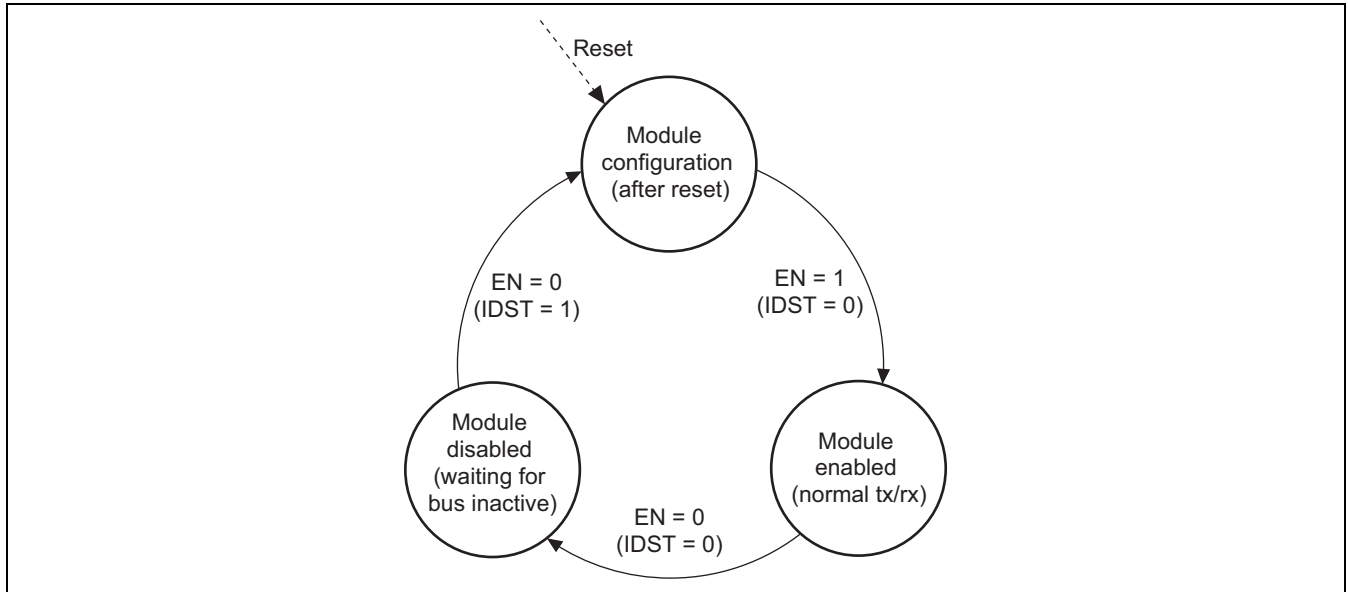 Reset
Module
configuration
(after reset)
EN = 0
(IDST = 1)
EN = 1
(IDST = 0)
Module
disabled
(waiting for
bus inactive)
Module
enabled
(normal tx/rx)
EN = 0
(IDST = 0)